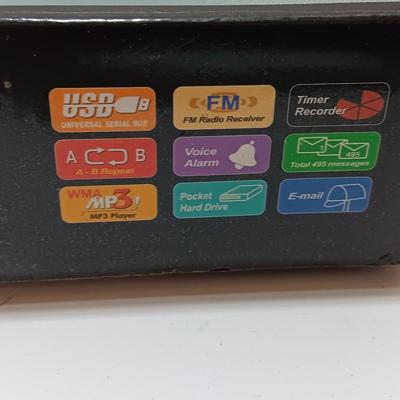 USB
UNIVERSAL SERIAL BUS
FM
FM Radio Receiver
Timer
Recorder
A B
A - B Repeat
Voice
Alarm
495
Total 495 messages
WMA
MP3!
MP3 Player
Pocket
Hard Drive
E-mail